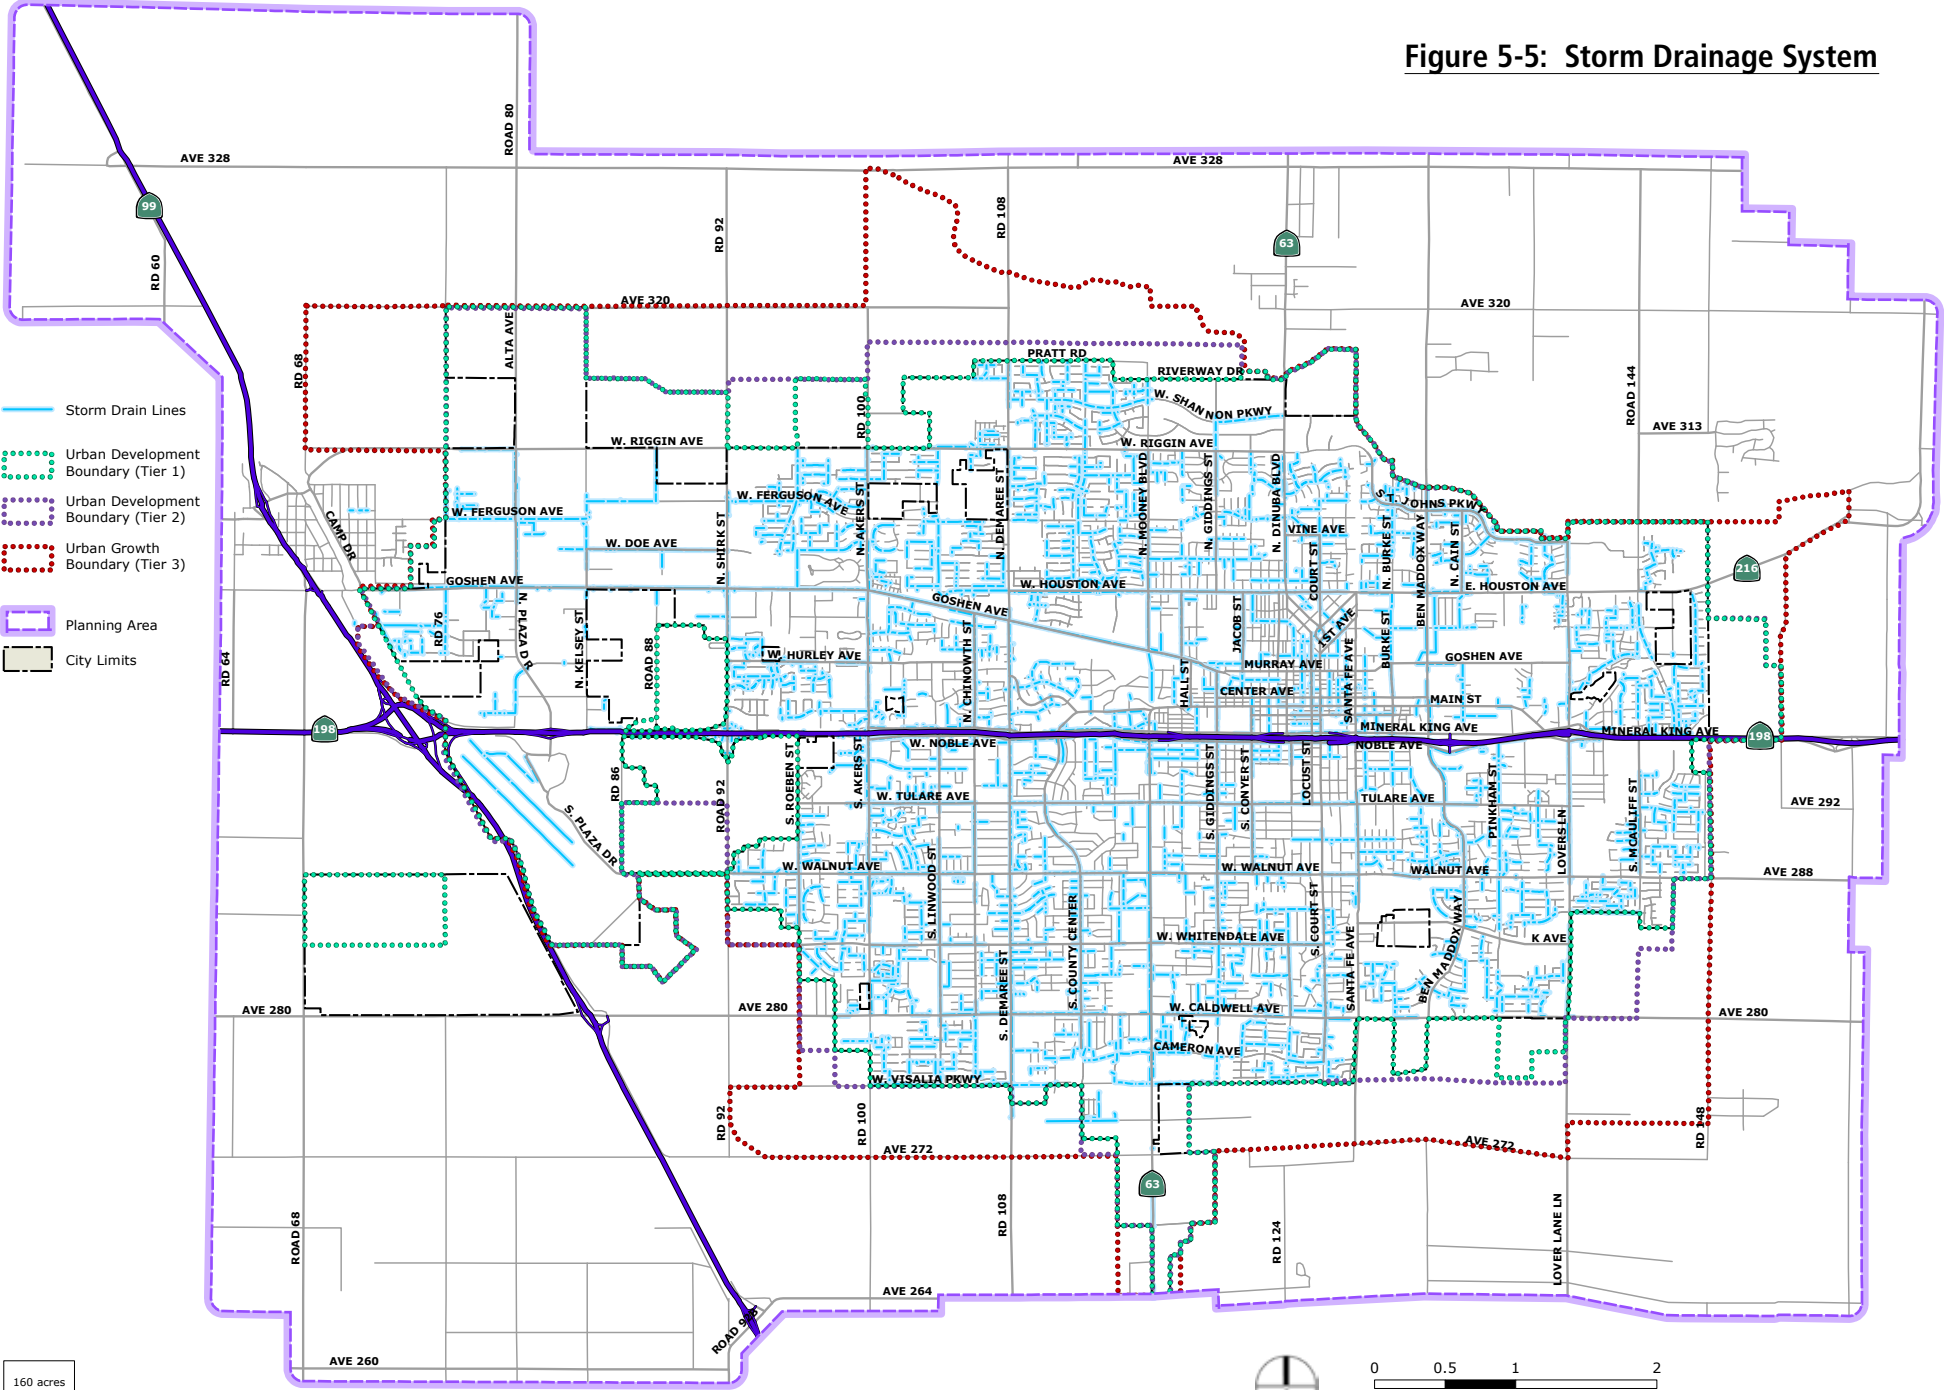 Figure 5-5:  Storm Drainage System
ROAD 80
AVE 328
AVE 328
99
RD 60
RD 92
RD 108
63
AVE 320
AVE 320
ALTA AVE
RD 68
PRATT RD
RIVERWAY DR
W. SHANNON PKWY
RD 100
ROAD 144
AVE 313
W. RIGGIN AVE
W. RIGGIN AVE
Storm Drain Lines
Urban Development
Boundary (Tier 1)
Urban Development
Boundary (Tier 2)
Urban Growth
Boundary (Tier 3)
Planning Area
City Limits
W. FERGUSON AVE
W. FERGUSON AVE
CAMP DR
W. DOE AVE
N. SHIRK ST
N. AKERS ST
N. DEMAREE ST
N. MOONEY BLVD
N. GIDDINGS ST
N. DINUBA BLVD
VINE AVE
COURT ST
N. BURKE ST
BEN MADDOX WAY
N. CAIN ST
ST. JOHNS PKWY
216
GOSHEN AVE
W. HOUSTON AVE
E. HOUSTON AVE
GOSHEN AVE
RD 76
N. PLAZA DR
N. KELSEY ST
ROAD 88
RD 64
W. HURLEY AVE
N. CHINOWTH ST
JACOB ST
HALL ST
1ST AVE
SANTA FE AVE
BURKE ST
MURRAY AVE
GOSHEN AVE
CENTER AVE
MAIN ST
198
MINERAL KING AVE
MINERAL KING AVE
198
W. NOBLE AVE
NOBLE AVE
RD 86
ROAD 92
S. ROEBEN ST
S. AKERS ST
S. GIDDINGS ST
S. CONYER ST
LOCUST ST
PINKHAM ST
LOVERS LN
S. MCAULIFF ST
W. TULARE AVE
TULARE AVE
AVE 292
S. PLAZA DR
W. WALNUT AVE
W. WALNUT AVE
WALNUT AVE
AVE 288
S. LINWOOD ST
S. DEMAREE ST
S. COUNTY CENTER
S. COURT ST
SANTA FE AVE
BEN MADDOX WAY
W. WHITENDALE AVE
K AVE
AVE 280
AVE 280
W. CALDWELL AVE
AVE 280
CAMERON AVE
W. VISALIA PKWY
RD 92
RD 100
RD 148
AVE 272
AVE 272
63
ROAD 68
RD 108
RD 124
LOVER LANE LN
AVE 264
AVE 260
160 acres
0 0.5 1 2